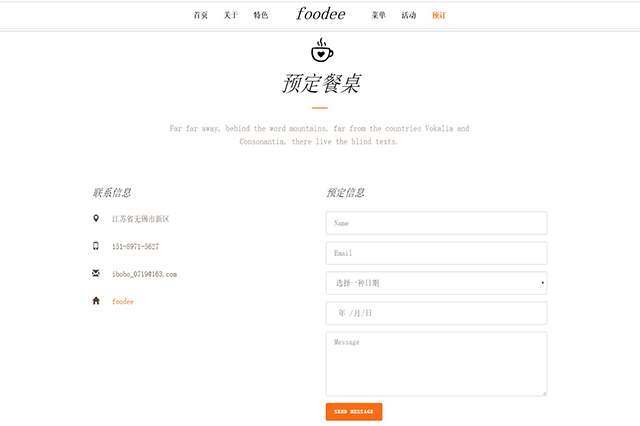 首页 关于 特色 foodee 菜单 活动 预订
预定餐桌
Far far away, behind the word mountains, far from the countries Vokalia and
Consonantia, there live the blind texts.
联系信息
江苏省无锡市新区
151-8971-5627
ibobo_0719@163.com
foodee
预定信息
Name
Email
选择一种日期
年 /月/日
Message
SEND MESSAGE